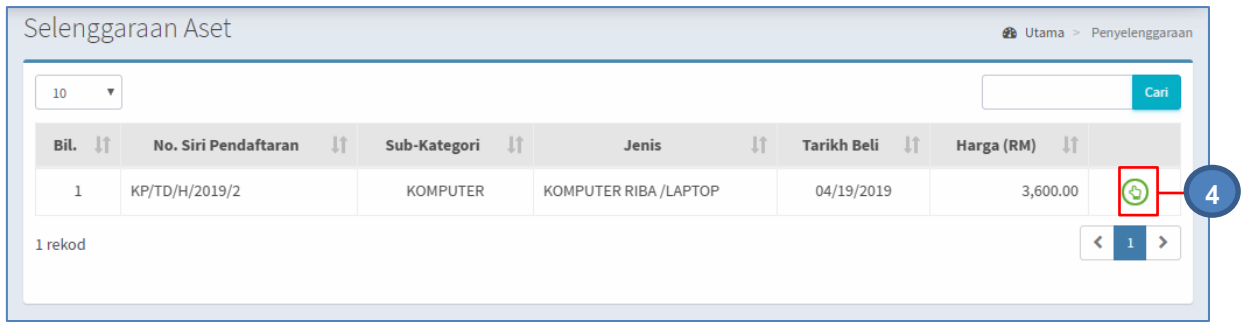 Selenggaraan Aset
Utama > Penyelenggaraan
10
Cari
Bil. No. Siri Pendaftaran Sub-Kategori Jenis Tarikh Beli Harga (RM)
1 KP/TD/H/2019/2 KOMPUTER KOMPUTER RIBA /LAPTOP 04/19/2019 3,600.00
4
1 rekod
< 1 >